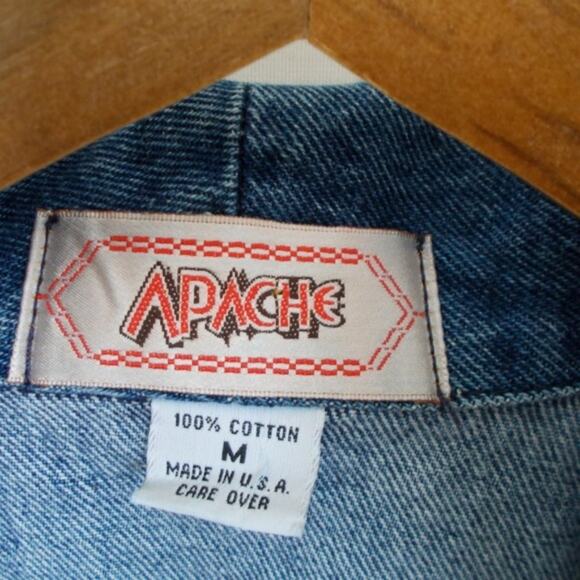 APACHE
100% COTTON
M
MADE IN U.S.A.
CARE OVER